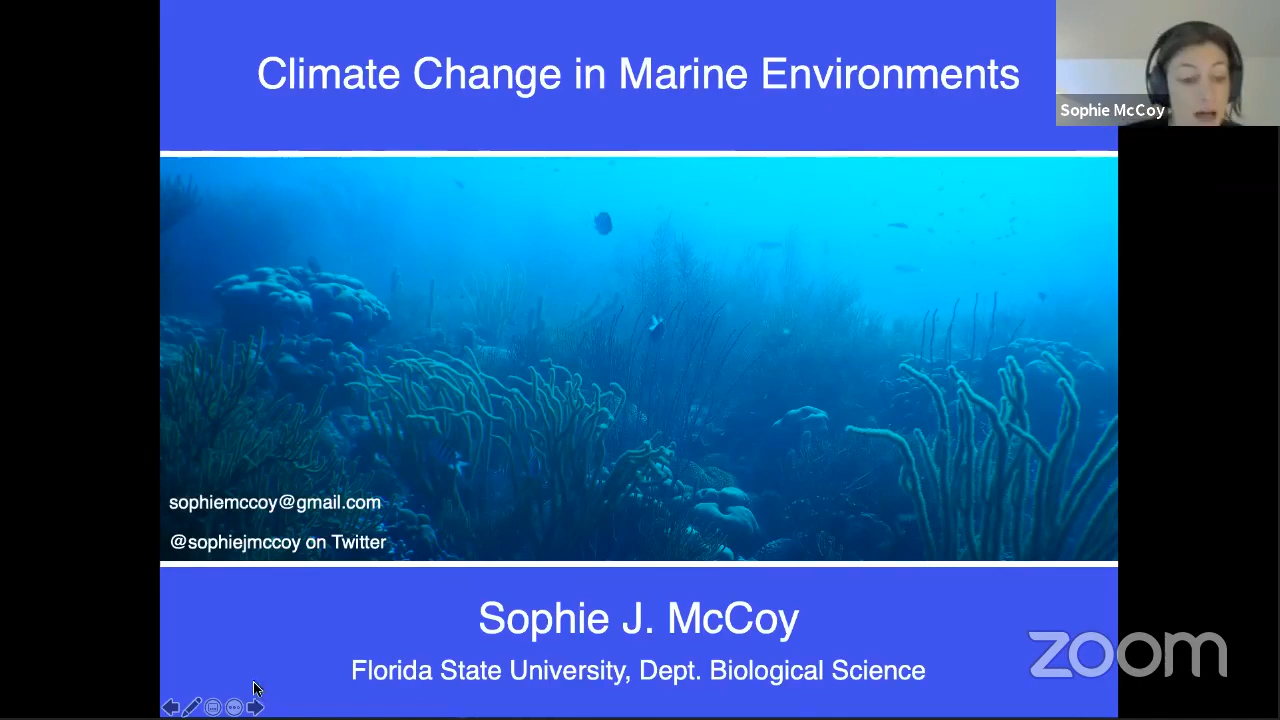 Climate Change in Marine Environments
Sophie McCoy
sophiemccoy@gmail.com
@sophiejmccoy on Twitter
Sophie J. McCoy
Florida State University, Dept. Biological Science
zoom